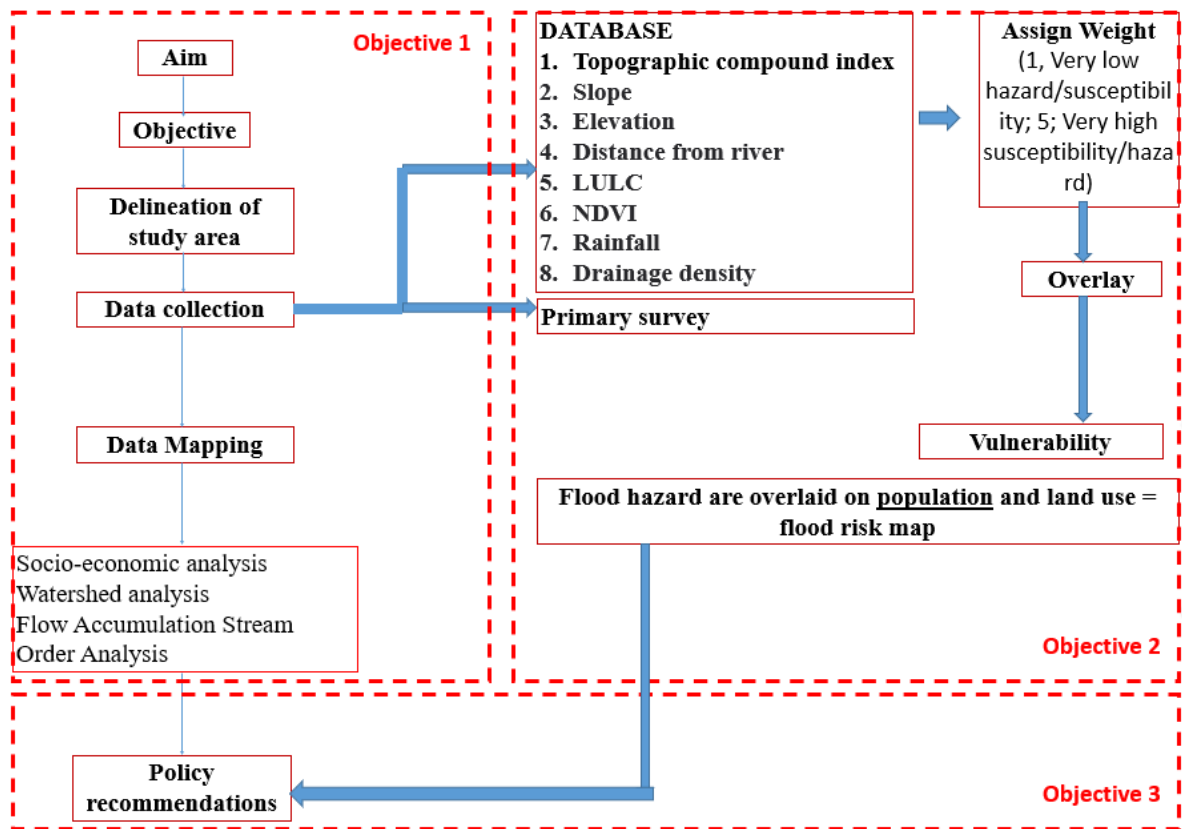 Objective 1
Aim
Objective
Delineation of
study area
Data collection
Data Mapping
Socio-economic analysis
Watershed analysis
Flow Accumulation Stream
Order Analysis
DATABASE
1. Topographic compound index
2. Slope
3. Elevation
4. Distance from river
5. LULC
6. NDVI
7. Rainfall
8. Drainage density
Primary survey
Assign Weight
(1, Very low
hazard/susceptibil
ity; 5; Very high
susceptibility/haza
rd)
Overlay
Vulnerability
Flood hazard are overlaid on population and land use =
flood risk map
Objective 2
Policy
recommendations
Objective 3